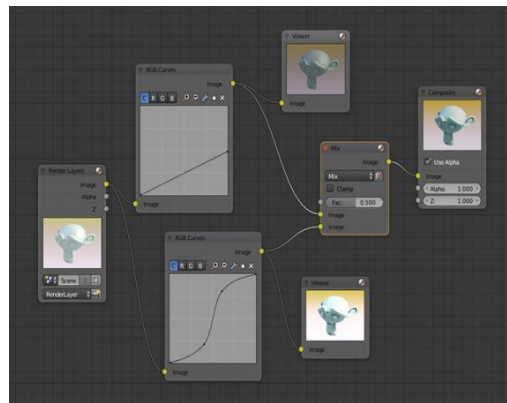 Viewer
Image
RGB Curves
Image
C R G B
Image
Composite
Use Alpha
Image
Alpha: 1.000
Z: 1.000
Mix
Image
Mix
Clamp
Fac: 0.500
Image
Image
Render Layers
Image
Alpha
Z
Scene
RenderLayer
RGB Curves
Image
C R G B
Image
Viewer
Image